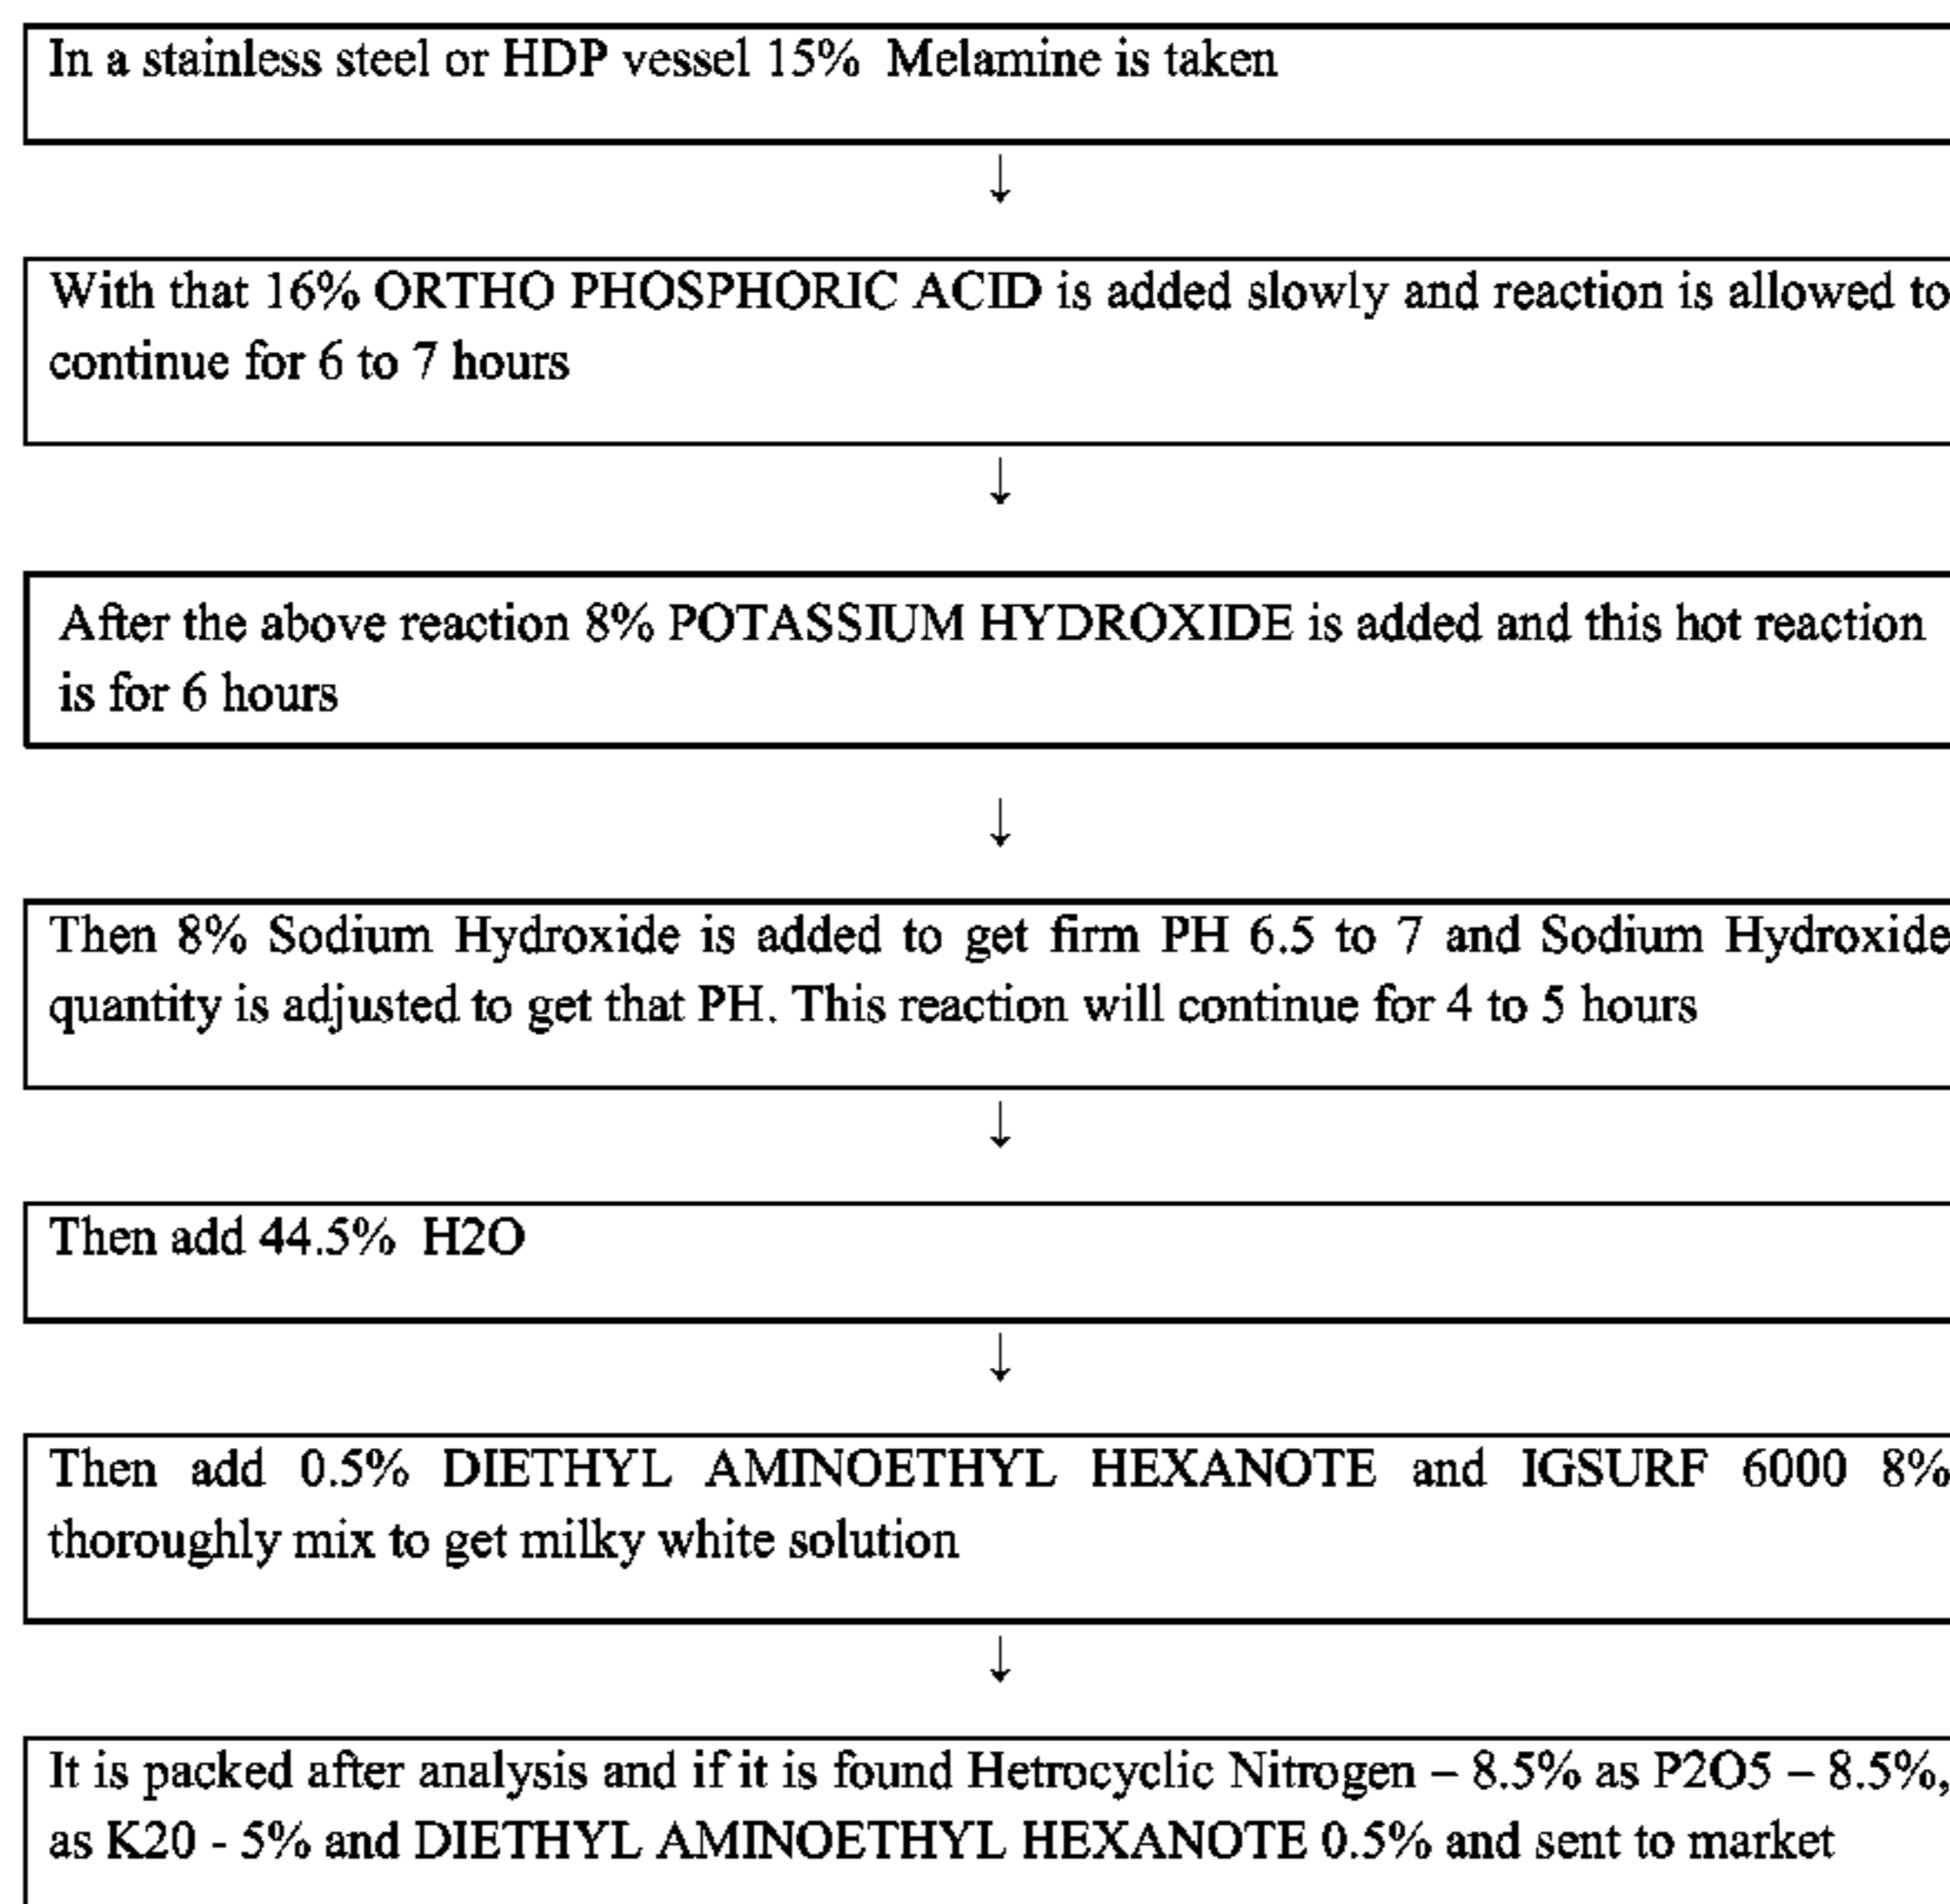 In a stainless steel or HDP vessel 15% Melamine is taken
↓
With that 16% ORTHO PHOSPHORIC ACID is added slowly and reaction is allowed to
continue for 6 to 7 hours
↓
After the above reaction 8% POTASSIUM HYDROXIDE is added and this hot reaction
is for 6 hours
↓
Then 8% Sodium Hydroxide is added to get firm PH 6.5 to 7 and Sodium Hydroxide
quantity is adjusted to get that PH. This reaction will continue for 4 to 5 hours
↓
Then add 44.5% H2O
↓
Then add 0.5% DIETHYL AMINOETHYL HEXANOTE and IGSURF 6000 8%
thoroughly mix to get milky white solution
↓
It is packed after analysis and if it is found Hetrocyclic Nitrogen – 8.5% as P2O5 – 8.5%,
as K20 - 5% and DIETHYL AMINOETHYL HEXANOTE 0.5% and sent to market